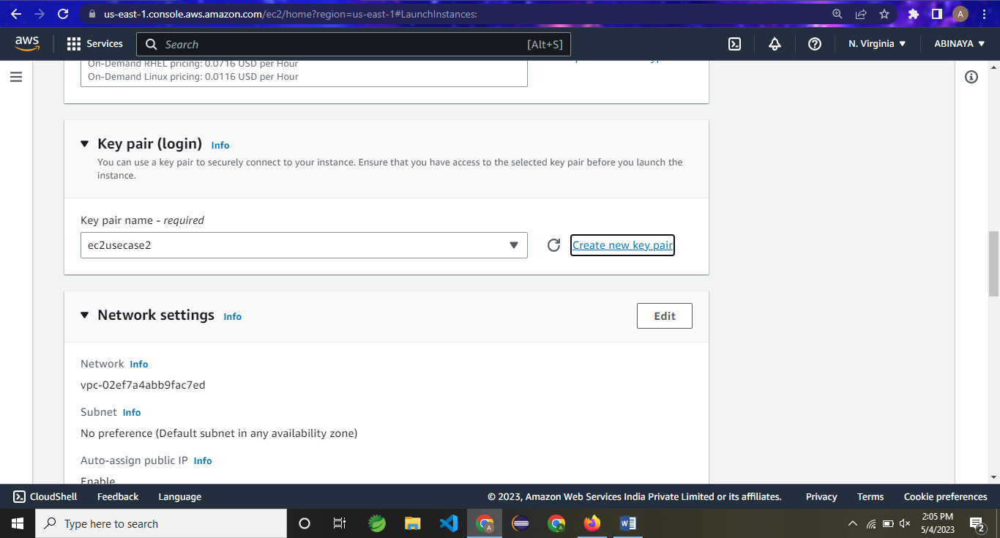 us-east-1.console.aws.amazon.com/ec2/home?region=us-east-1#LaunchInstances:
A
aws
Services
Search
[Alt+S]
N. Virginia
ABINAYA
On-Demand RHEL pricing: 0.0716 USD per Hour
On-Demand Linux pricing: 0.0116 USD per Hour
Key pair (login) Info
You can use a key pair to securely connect to your instance. Ensure that you have access to the selected key pair before you launch the
instance.
Key pair name - required
ec2usecase2
Create new key pair
Network settings Info
Edit
Network Info
vpc-02ef7a4abb9fac7ed
Subnet Info
No preference (Default subnet in any availability zone)
Auto-assign public IP Info
Enable
CloudShell
Feedback
Language
© 2023, Amazon Web Services India Private Limited or its affiliates.
Privacy
Terms
Cookie preferences
Type here to search
2:05 PM
5/4/2023
2